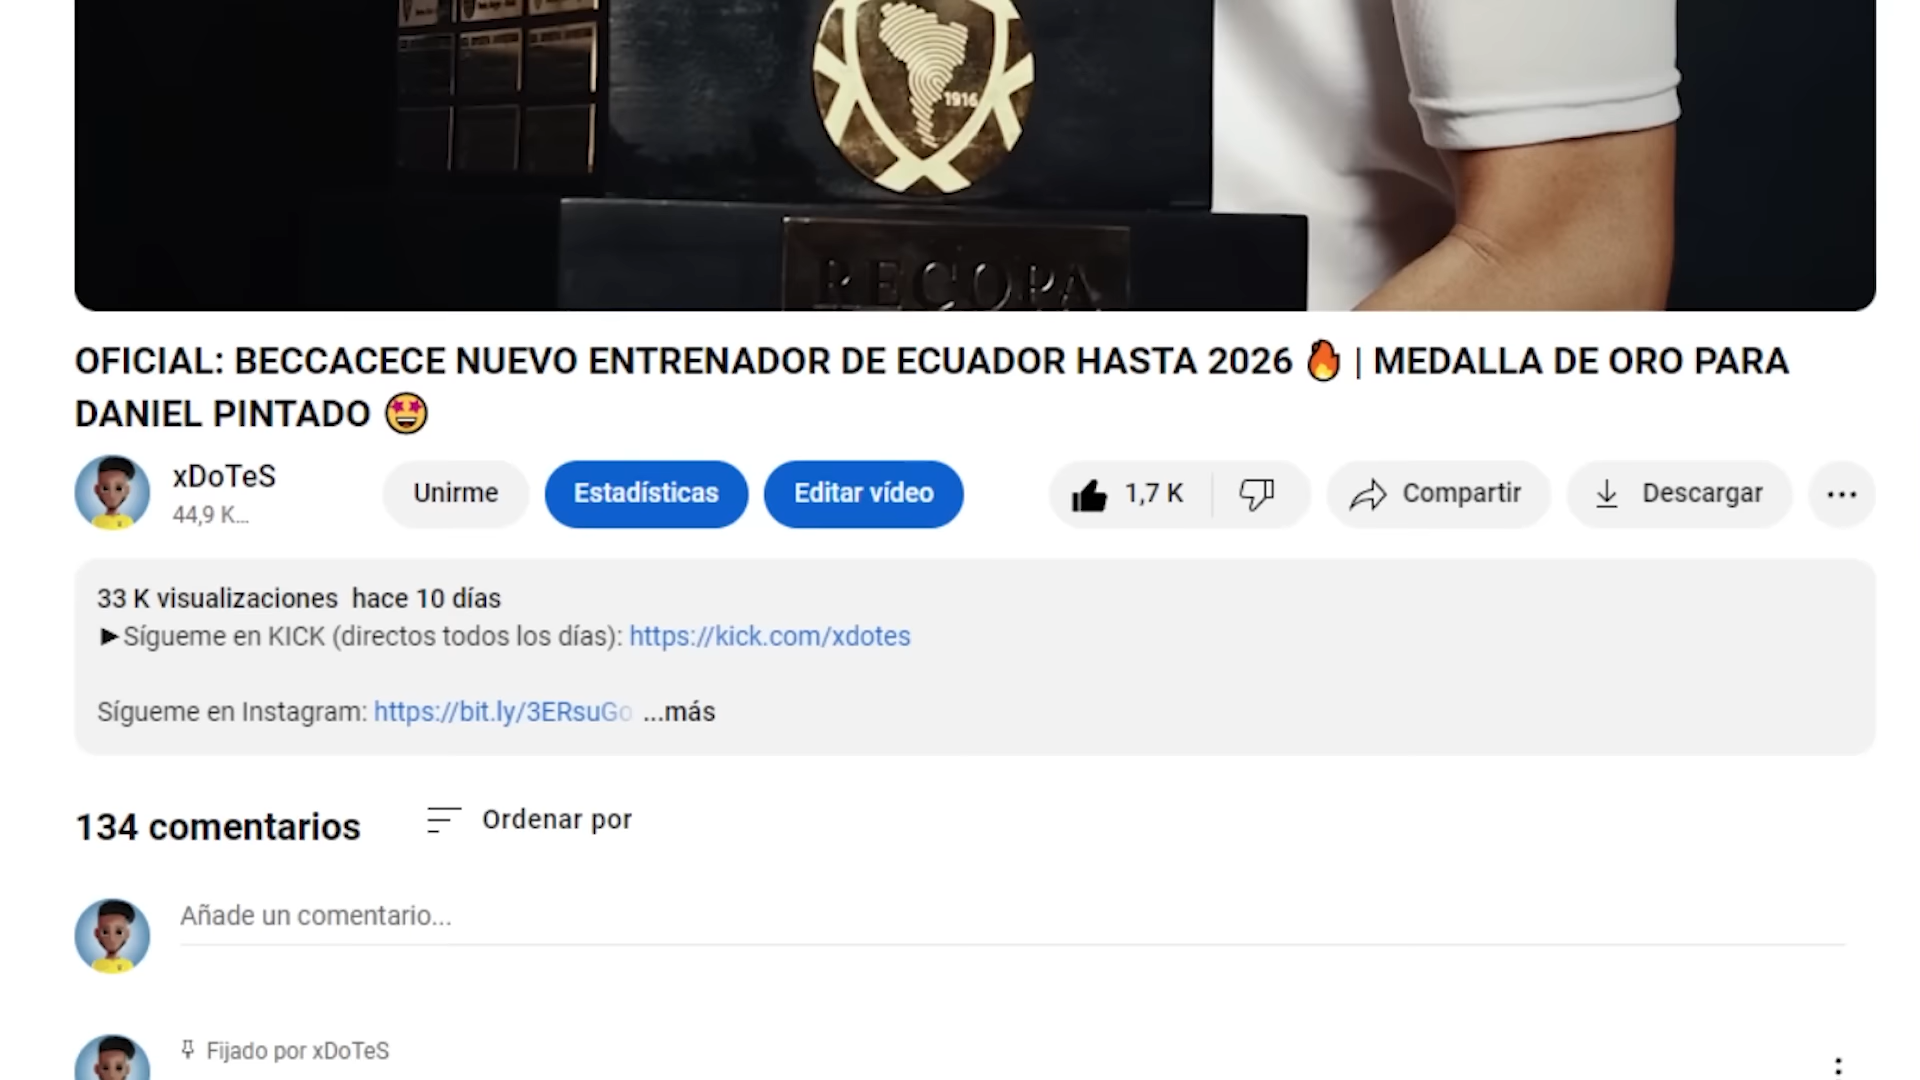 1916
RECOPA
OFICIAL: BECCACECE NUEVO ENTRENADOR DE ECUADOR HASTA 2026 🔥 | MEDALLA DE ORO PARA
DANIEL PINTADO 🤩
xDoTeS
44,9 K...
Unirme
Estadísticas
Editar vídeo
1,7 K
Compartir
Descargar
33 K visualizaciones hace 10 días
►Sígueme en KICK (directos todos los días): https://kick.com/xdotes
Sígueme en Instagram: https://bit.ly/3ERsuGo ...más
134 comentarios
Ordenar por
Añade un comentario...
Fijado por xDoTeS